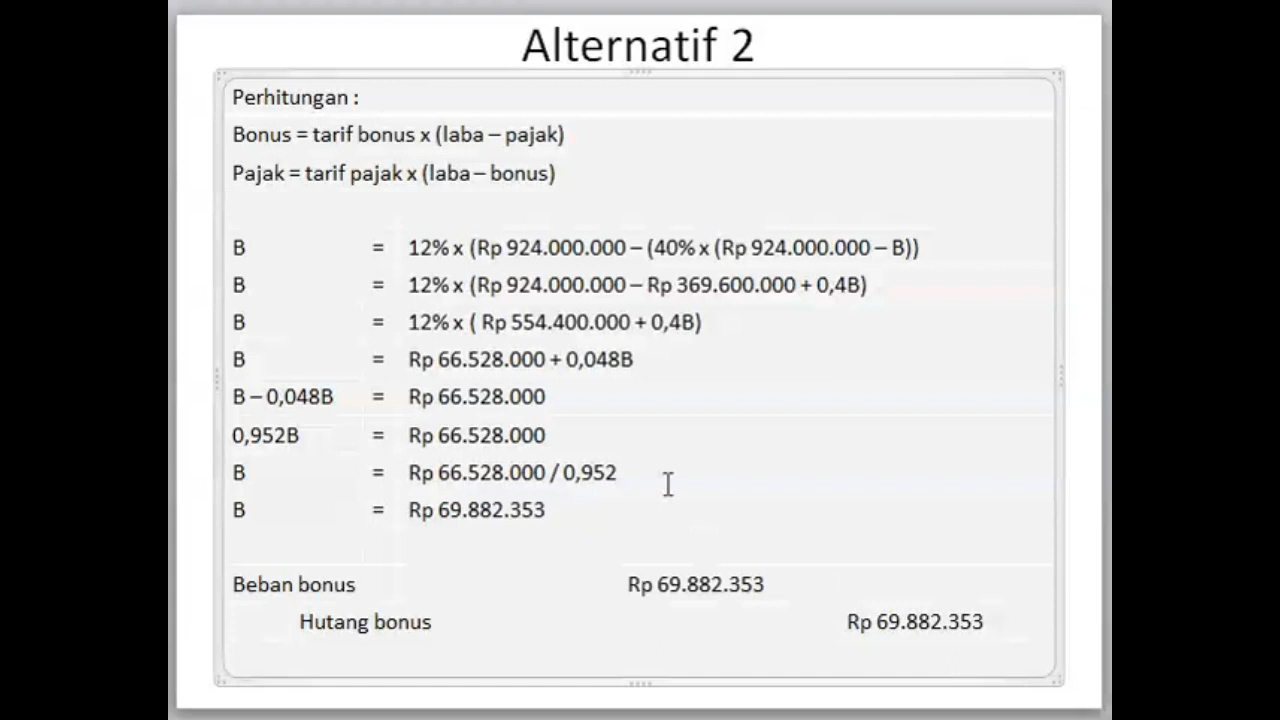 Alternatif 2
Perhitungan :
Bonus = tarif bonus x (laba – pajak)
Pajak = tarif pajak x (laba – bonus)
B = 12% x (Rp 924.000.000 – (40% x (Rp 924.000.000 – B))
B = 12% x (Rp 924.000.000 – Rp 369.600.000 + 0,4B)
B = 12% x ( Rp 554.400.000 + 0,4B)
B = Rp 66.528.000 + 0,048B
B – 0,048B = Rp 66.528.000
0,952B = Rp 66.528.000
B = Rp 66.528.000 / 0,952
B = Rp 69.882.353
Beban bonus Rp 69.882.353
Hutang bonus Rp 69.882.353